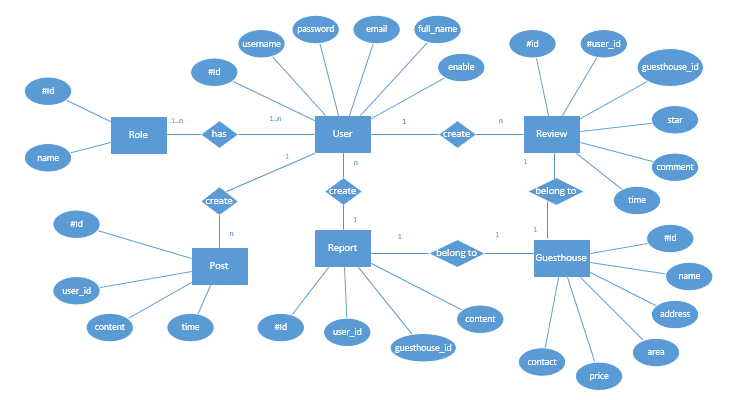 password
email
full_name
username
#id
#user_id
#Id
enable
guesthouse_id
#Id
star
1..n
1..n
1
n
Role
has
User
create
Review
name
1
n
1
comment
create
create
belong to
time
#Id
n
1
1
1
1
#Id
Post
Report
belong to
Guesthouse
name
user_id
address
content
time
#Id
user_id
content
guesthouse_id
area
contact
price